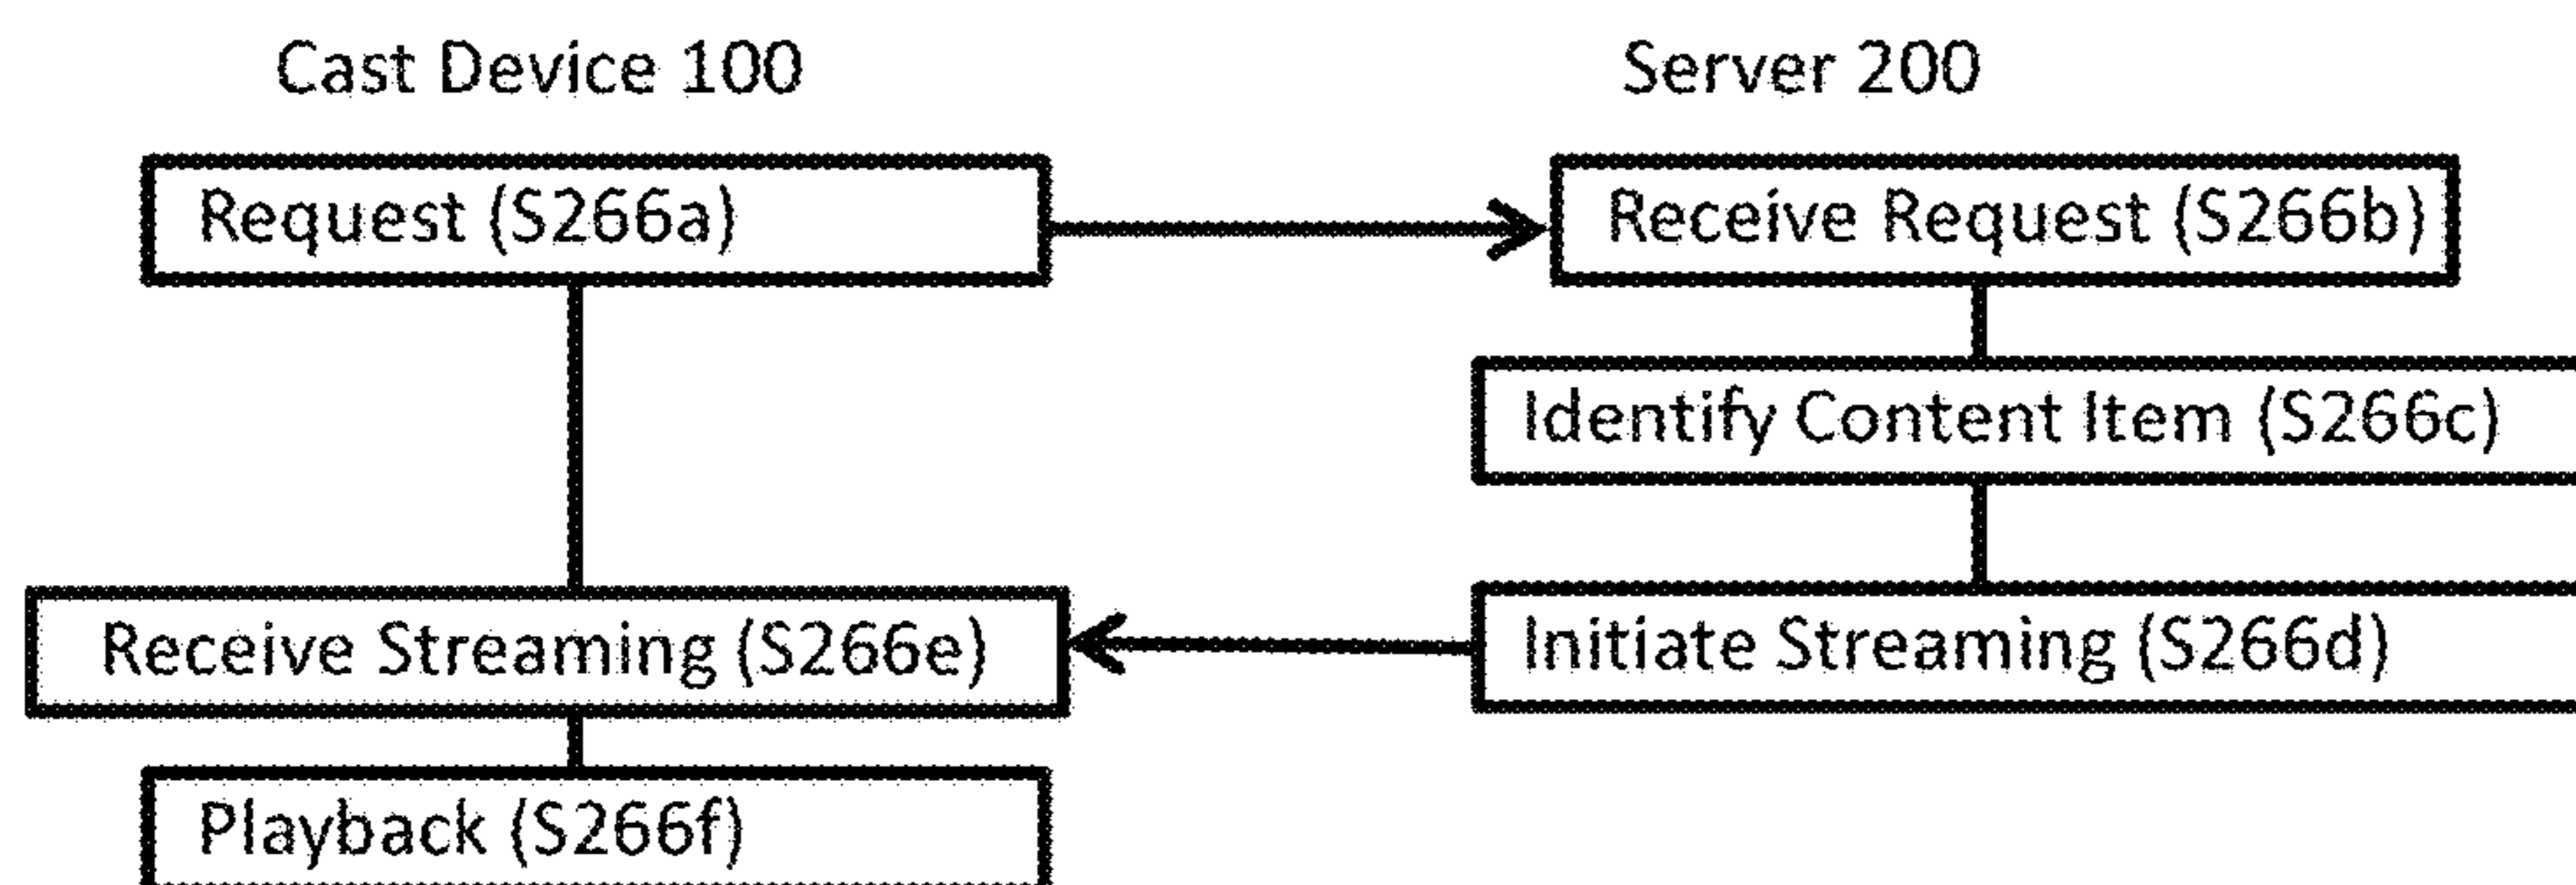 Cast Device 100
Server 200
Request (S266a)
Receive Request (S266b)
Identify Content Item (S266c)
Receive Streaming (S266e)
Initiate Streaming (S266d)
Playback (S266f)